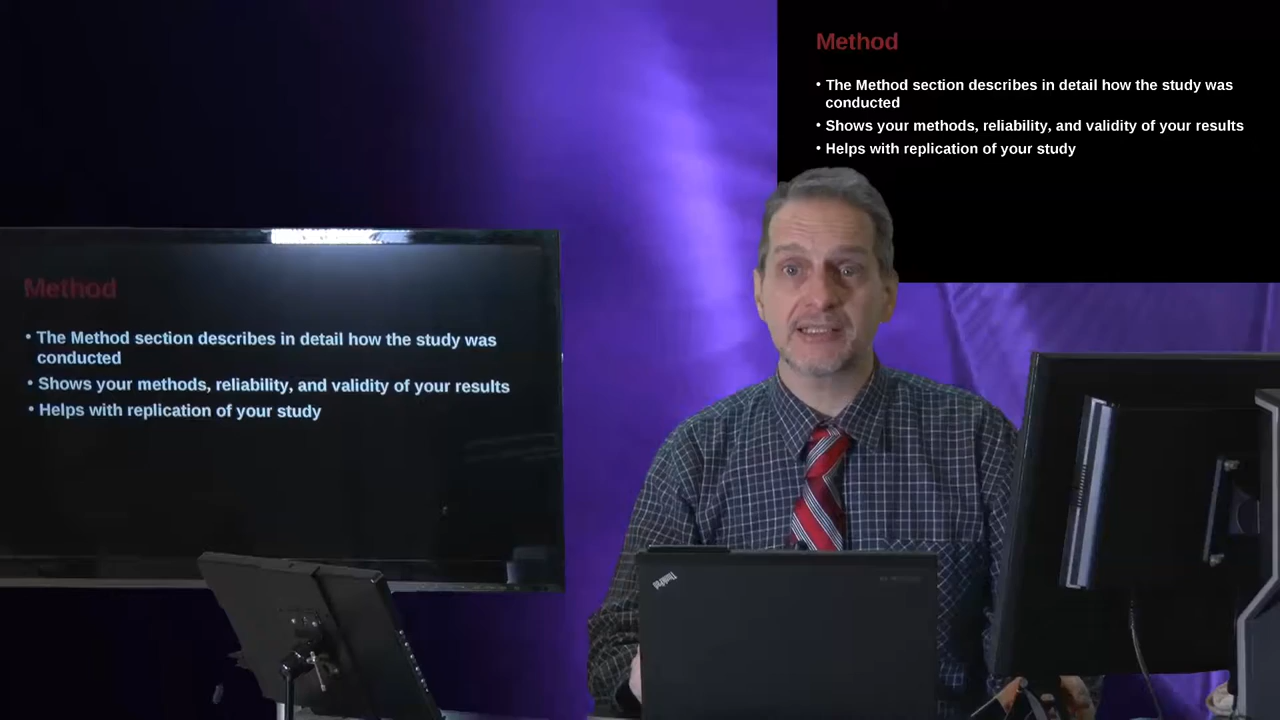 Method
• The Method section describes in detail how the study was
conducted
• Shows your methods, reliability, and validity of your results
• Helps with replication of your study
Method
• The Method section describes in detail how the study was
conducted
• Shows your methods, reliability, and validity of your results
• Helps with replication of your study
ThinkPad